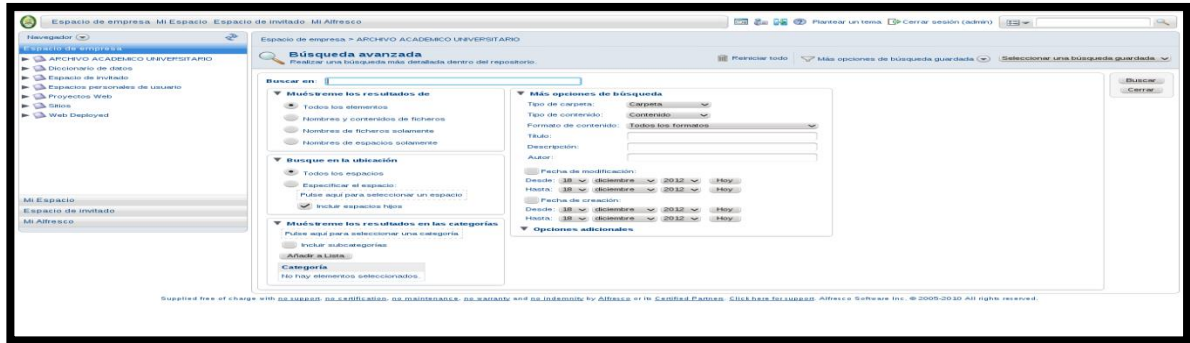 Espacio de empresa Mi Espacio Espacio de invitado Mi Alfresco
Plantear un tema Cerrar sesión (admin)
Navegador
Espacio de empresa
ARCHIVO ACADEMICO UNIVERSITARIO
Diccionario de datos
Espacio de invitado
Espacios personales de usuario
Proyectos Web
Sitios
Web Deployed
Mi Espacio
Espacio de invitado
Mi Alfresco
Espacio de empresa > ARCHIVO ACADEMICO UNIVERSITARIO
Búsqueda avanzada
Realizar una búsqueda más detallada dentro del repositorio.
Reiniciar todo
Más opciones de búsqueda guardada
Seleccionar una búsqueda guardada
Buscar en:
Muéstreme los resultados de
Todos los elementos
Nombres y contenidos de ficheros
Nombres de ficheros solamente
Nombres de espacios solamente
Busque en la ubicación
Todos los espacios
Especificar el espacio:
Pulse aquí para seleccionar un espacio
Incluir espacios hijos
Muéstreme los resultados en las categorías
Pulse aquí para seleccionar una categoría
Incluir subcategorías
Añadir a Lista
Categoría
No hay elementos seleccionados.
Más opciones de búsqueda
Tipo de carpeta: Carpeta
Tipo de contenido: Contenido
Formato de contenido: Todos los formatos
Título:
Descripción:
Autor:
Fecha de modificación:
Desde: 18 diciembre 2012 Hoy
Hasta: 18 diciembre 2012 Hoy
Fecha de creación:
Desde: 18 diciembre 2012 Hoy
Hasta: 18 diciembre 2012 Hoy
Opciones adicionales
Buscar
Cerrar
Supplied free of charge with no support, no certification, no maintenance, no warranty and no indemnity by Alfresco or its Certified Partners. Click here for support. Alfresco Software Inc. © 2005-2010 All rights reserved.